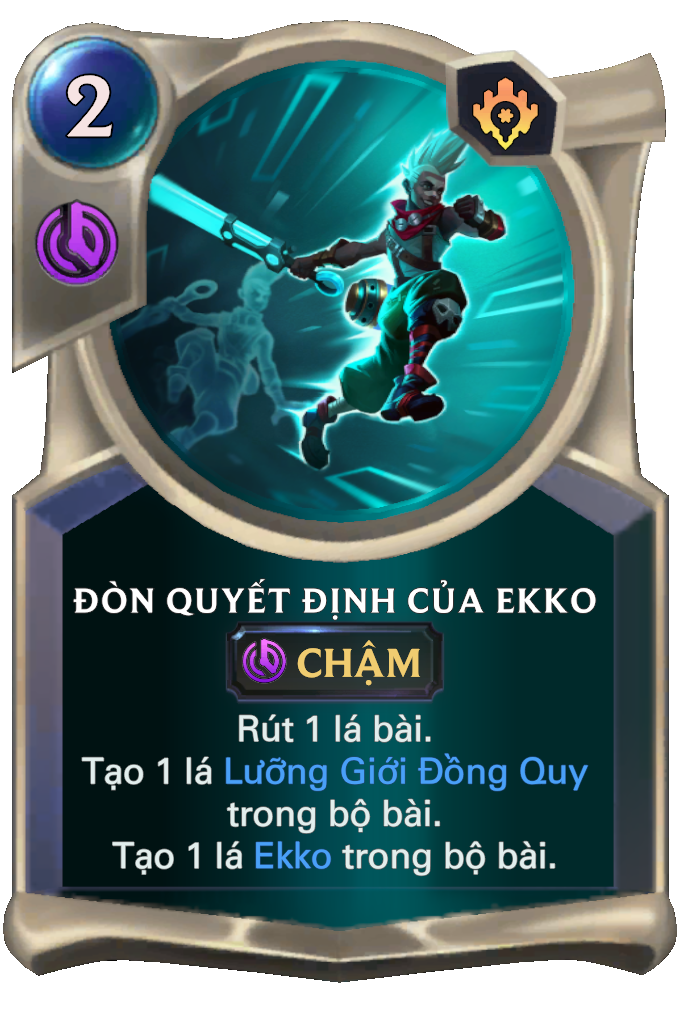 2
ĐÒN QUYẾT ĐỊNH CỦA EKKO
CHẬM
Rút 1 lá bài.
Tạo 1 lá Lưỡng Giới Đồng Quy
trong bộ bài.
Tạo 1 lá Ekko trong bộ bài.